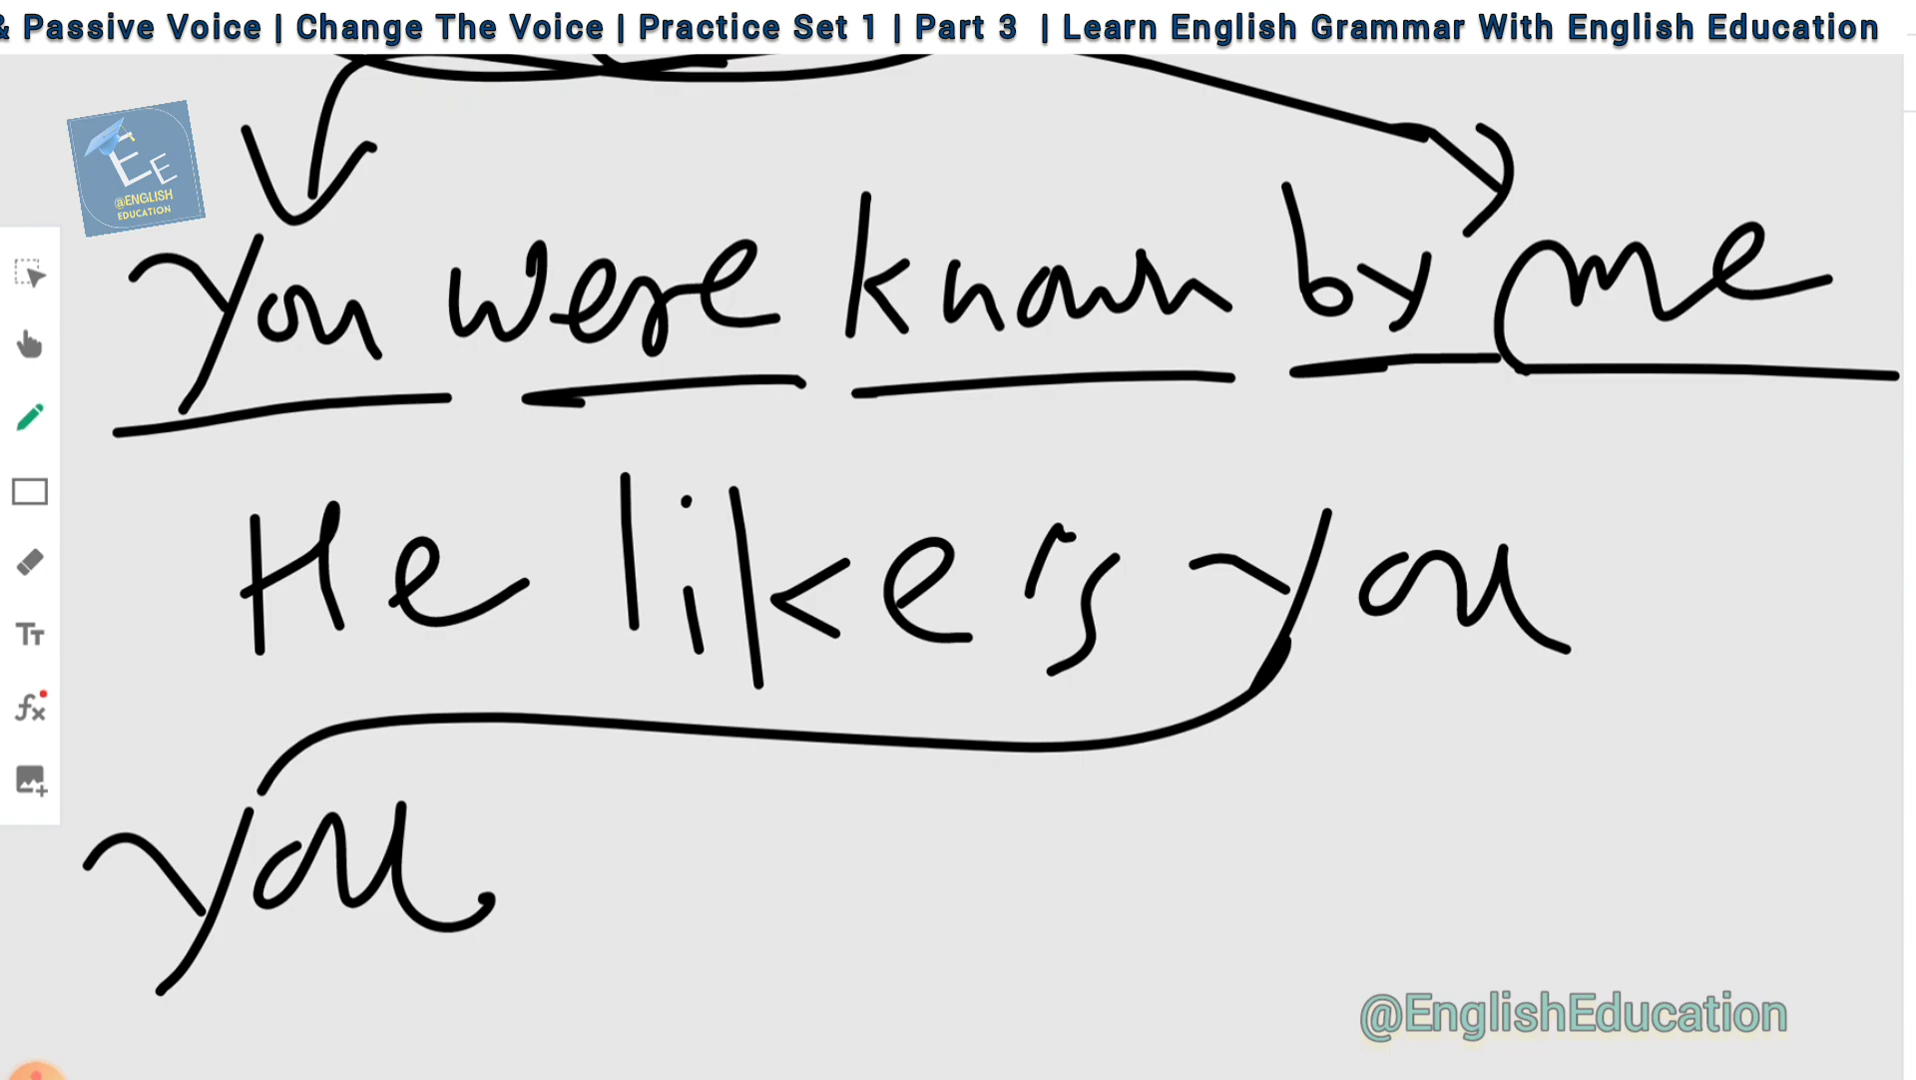 & Passive Voice | Change The Voice | Practice Set 1 | Part 3 | Learn English Grammar With English Education
EE
@ENGLISH
EDUCATION
You were known by me
He like's you
You
@EnglishEducation